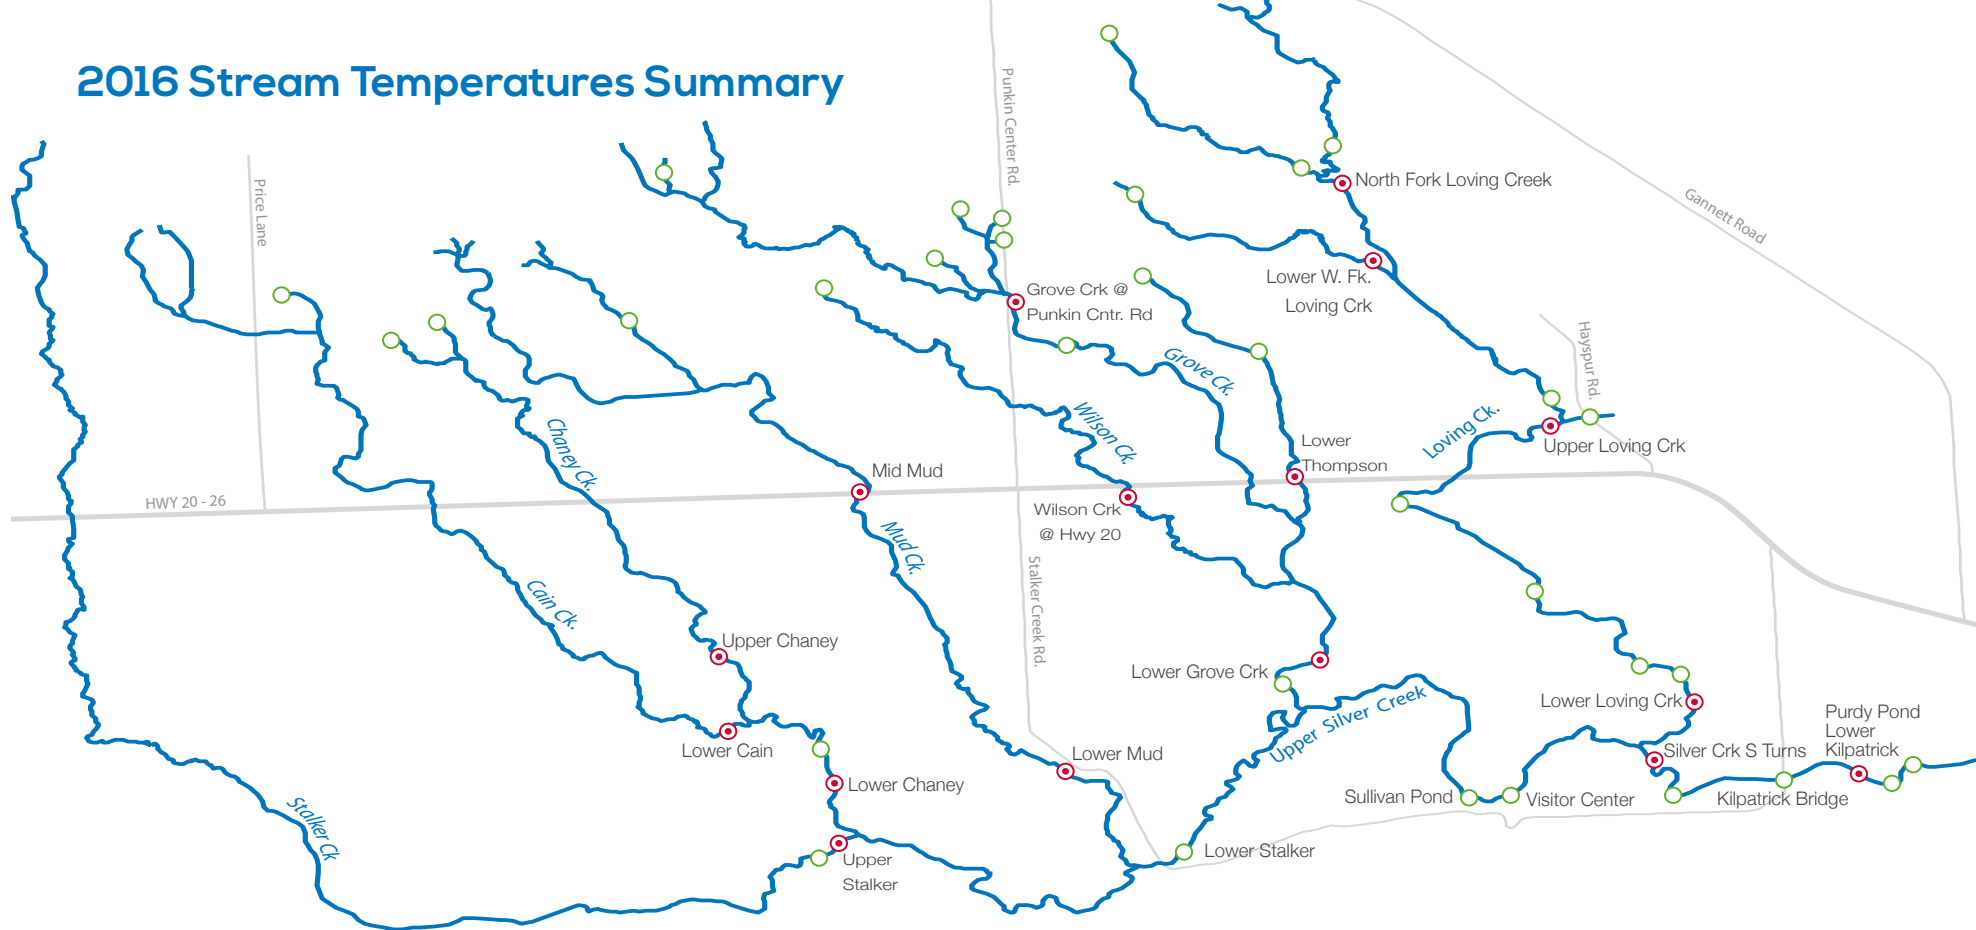 2016 Stream Temperatures Summary
Punkin Center Rd.
Price Lane
North Fork Loving Creek
Gannett Road
Lower W. Fk.
Loving Crk
Grove Crk @
Punkin Cntr. Rd
Hayspur Rd.
Grove Ck.
Wilson Ck.
Loving Ck.
Chaney Ck.
Lower
Thompson
Upper Loving Crk
Mid Mud
HWY 20 - 26
Wilson Crk
@ Hwy 20
Mud Ck.
Stalker Creek Rd.
Cain Ck.
Upper Chaney
Lower Grove Crk
Upper Silver Creek
Lower Loving Crk
Purdy Pond
Lower
Kilpatrick
Lower Cain
Lower Mud
Silver Crk S Turns
Lower Chaney
Sullivan Pond
Visitor Center
Kilpatrick Bridge
Stalker Ck
Lower Stalker
Upper
Stalker